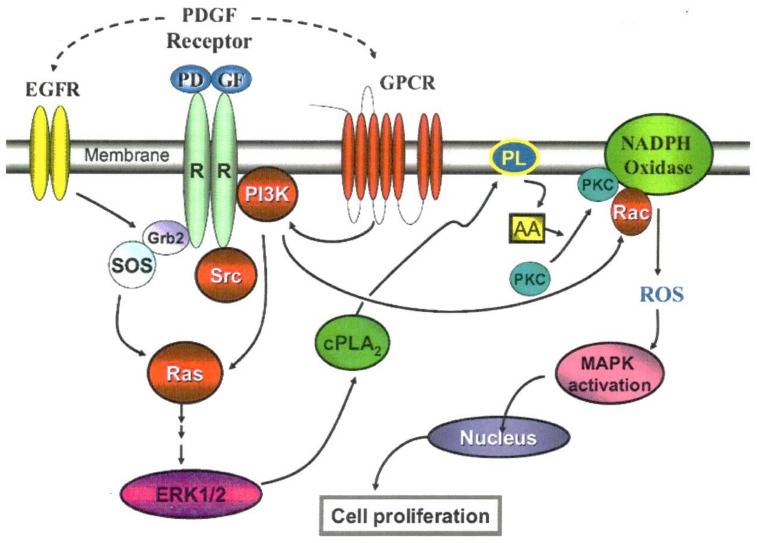 PDGF
Receptor
EGFR
PD GF
GPCR
Membrane
R R
PI3K
PL
NADPH
Oxidase
PKC
Rac
Grb2
SOS
Src
AA
PKC
ROS
cPLA2
Ras
MAPK
activation
Nucleus
ERK1/2
Cell proliferation